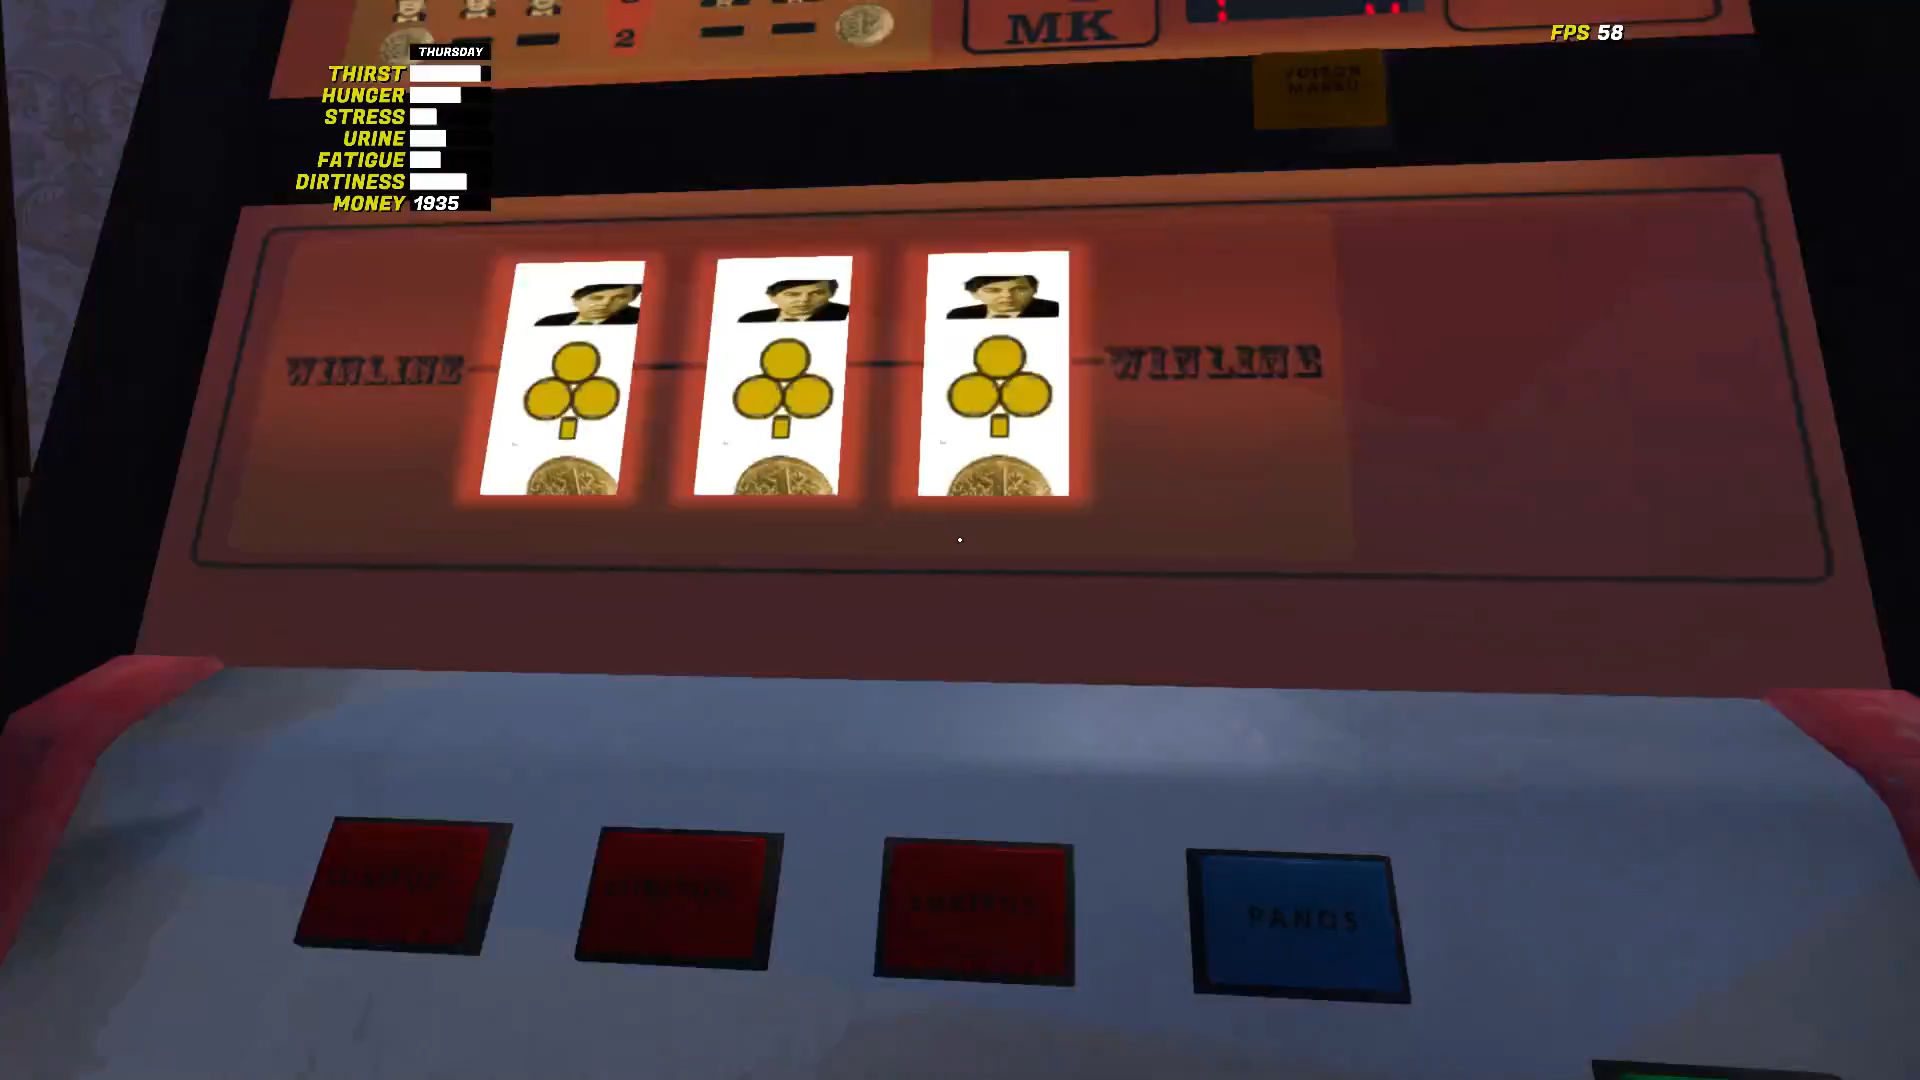 MK
2
FPS 58
THURSDAY
THIRST
HUNGER
STRESS
URINE
FATIGUE
DIRTINESS
MONEY 1935
WINLINE
WINLINE
PANOS